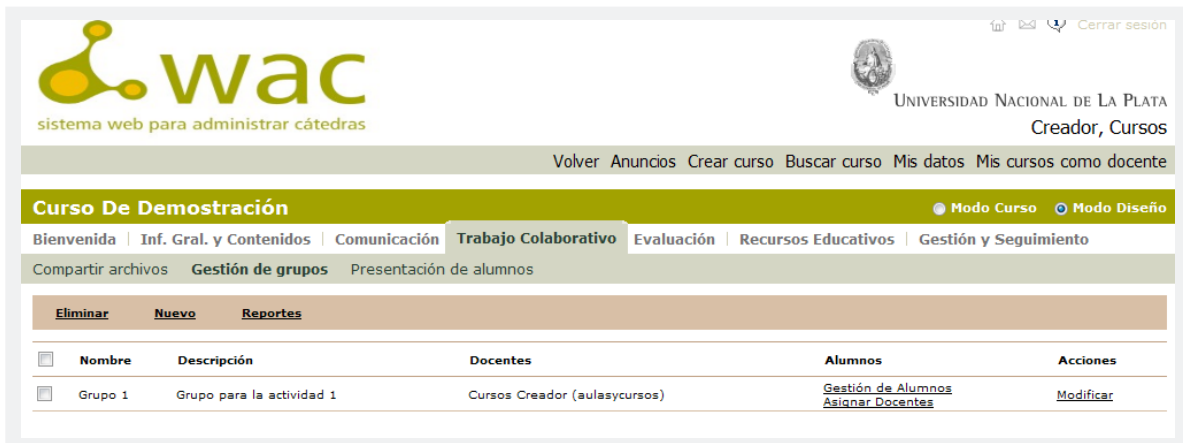 Cerrar sesión
wac
sistema web para administrar cátedras
UNIVERSIDAD NACIONAL DE LA PLATA
Creador, Cursos
Volver Anuncios Crear curso Buscar curso Mis datos Mis cursos como docente
Curso De Demostración Modo Curso Modo Diseño
Bienvenida | Inf. Gral. y Contenidos | Comunicación Trabajo Colaborativo Evaluación | Recursos Educativos | Gestión y Seguimiento
Compartir archivos Gestión de grupos Presentación de alumnos
Eliminar Nuevo Reportes
Nombre Descripción Docentes Alumnos Acciones
Grupo 1 Grupo para la actividad 1 Cursos Creador (aulasycursos) Gestión de Alumnos Modificar
Asignar Docentes